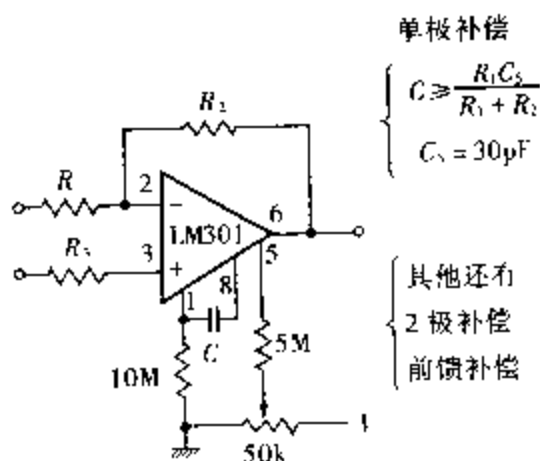 单极补偿
C ≥ R₁C₅ / R₁ + R₂
C₅ = 30pF
R₂
R
2
−
6
LM301
5
R₃
3
+
8
1
C
5M
10M
50k
其他还有
2 极补偿
前馈补偿